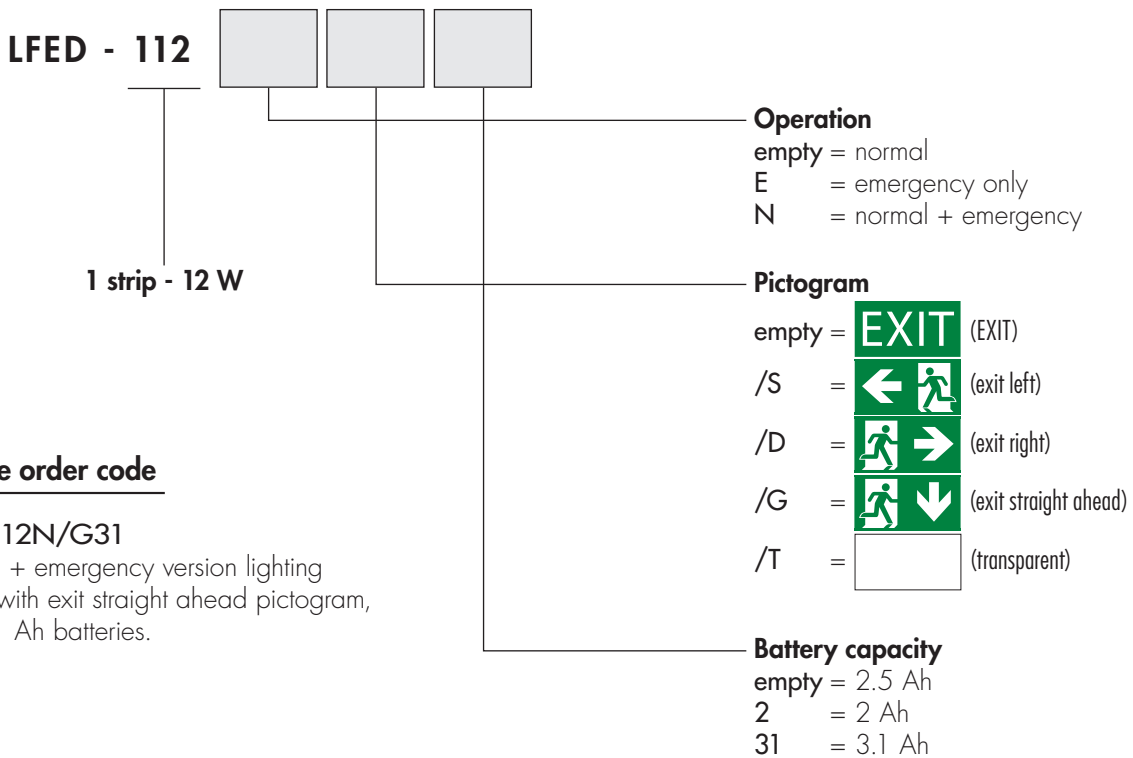 LFED - 112
Operation
empty = normal
E = emergency only
N = normal + emergency
1 strip - 12 W
Pictogram
empty = EXIT (EXIT)
/S = (exit left)
/D = (exit right)
/G = (exit straight ahead)
/T = (transparent)
e order code
12N/G31
+ emergency version lighting
with exit straight ahead pictogram,
Ah batteries.
Battery capacity
empty = 2.5 Ah
2 = 2 Ah
31 = 3.1 Ah